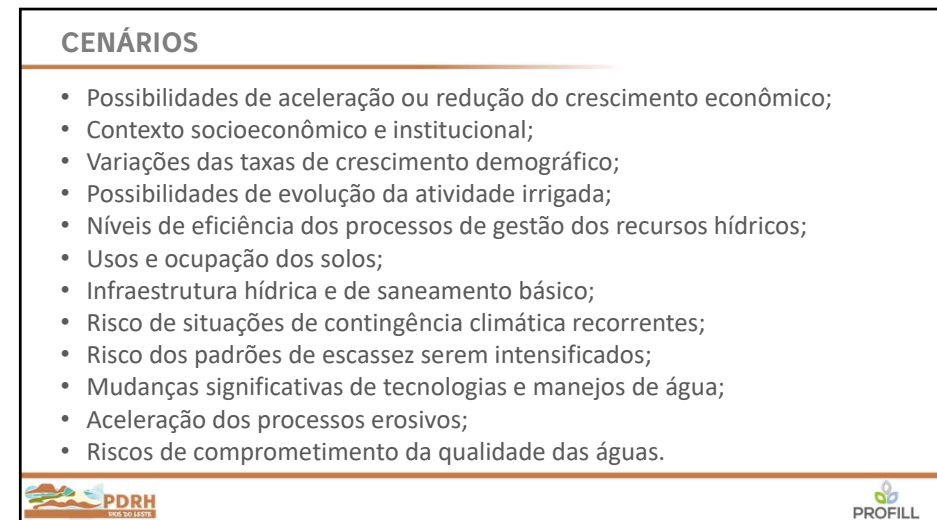 CENÁRIOS
• Possibilidades de aceleração ou redução do crescimento econômico;
• Contexto socioeconômico e institucional;
• Variações das taxas de crescimento demográfico;
• Possibilidades de evolução da atividade irrigada;
• Níveis de eficiência dos processos de gestão dos recursos hídricos;
• Usos e ocupação dos solos;
• Infraestrutura hídrica e de saneamento básico;
• Risco de situações de contingência climática recorrentes;
• Risco dos padrões de escassez serem intensificados;
• Mudanças significativas de tecnologias e manejos de água;
• Aceleração dos processos erosivos;
• Riscos de comprometimento da qualidade das águas.
PDRH
RIOS DO LESTE
PROFILL